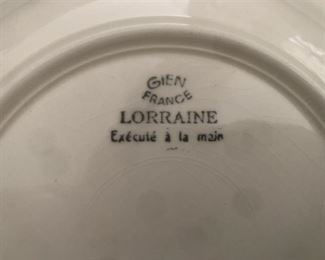 GIEN
FRANCE
LORRAINE
Exécuté à la main